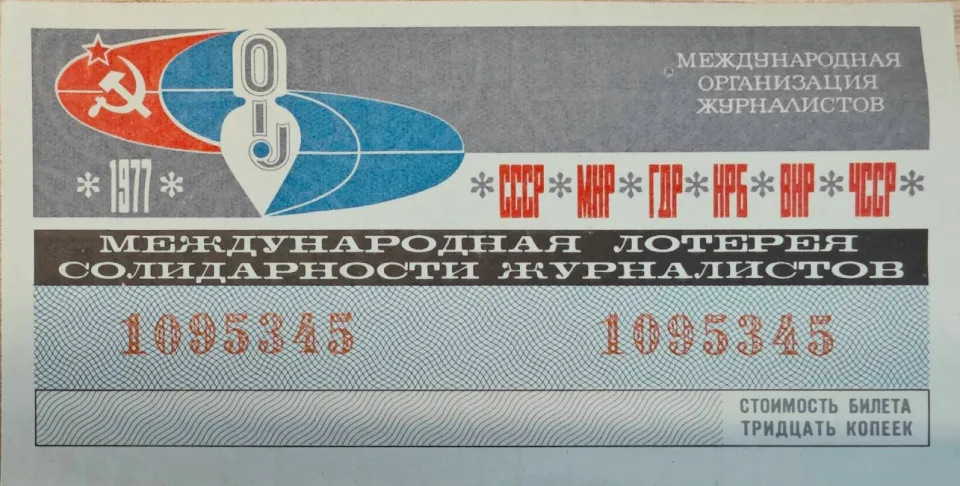 OIJ
МЕЖДУНАРОДНАЯ
ОРГАНИЗАЦИЯ
ЖУРНАЛИСТОВ
* 1977 *
* СССР * МНР * ГДР * НРБ * ВНР * ЧССР *
МЕЖДУНАРОДНАЯ ЛОТЕРЕЯ
СОЛИДАРНОСТИ ЖУРНАЛИСТОВ
1095345 1095345
СТОИМОСТЬ БИЛЕТА
ТРИДЦАТЬ КОПЕЕК